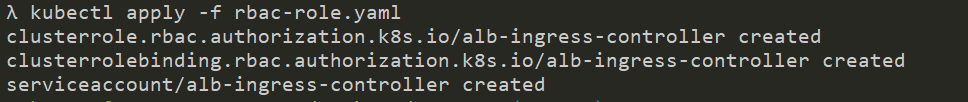 λ kubectl apply -f rbac-role.yaml
clusterrole.rbac.authorization.k8s.io/alb-ingress-controller created
clusterrolebinding.rbac.authorization.k8s.io/alb-ingress-controller created
serviceaccount/alb-ingress-controller created